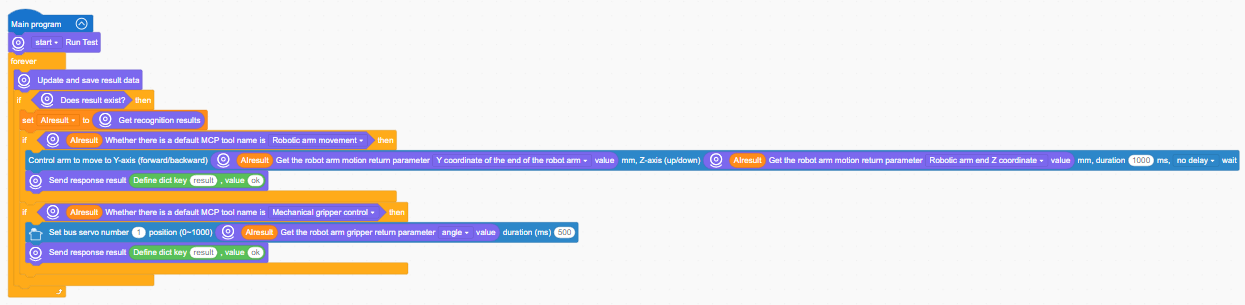 Main program
start Run Test
forever
Update and save result data
if Does result exist? then
set AIresult to Get recognition results
if AIresult Whether there is a default MCP tool name is Robotic arm movement then
Control arm to move to Y-axis (forward/backward) AIresult Get the robot arm motion return parameter Y coordinate of the end of the robot arm value mm, Z-axis (up/down) AIresult Get the robot arm motion return parameter Robotic arm end Z coordinate value mm, duration 1000 ms, no delay wait
Send response result Define dict key result , value ok
if AIresult Whether there is a default MCP tool name is Mechanical gripper control then
Set bus servo number 1 position (0~1000) AIresult Get the robot arm gripper return parameter angle value duration (ms) 500
Send response result Define dict key result , value ok